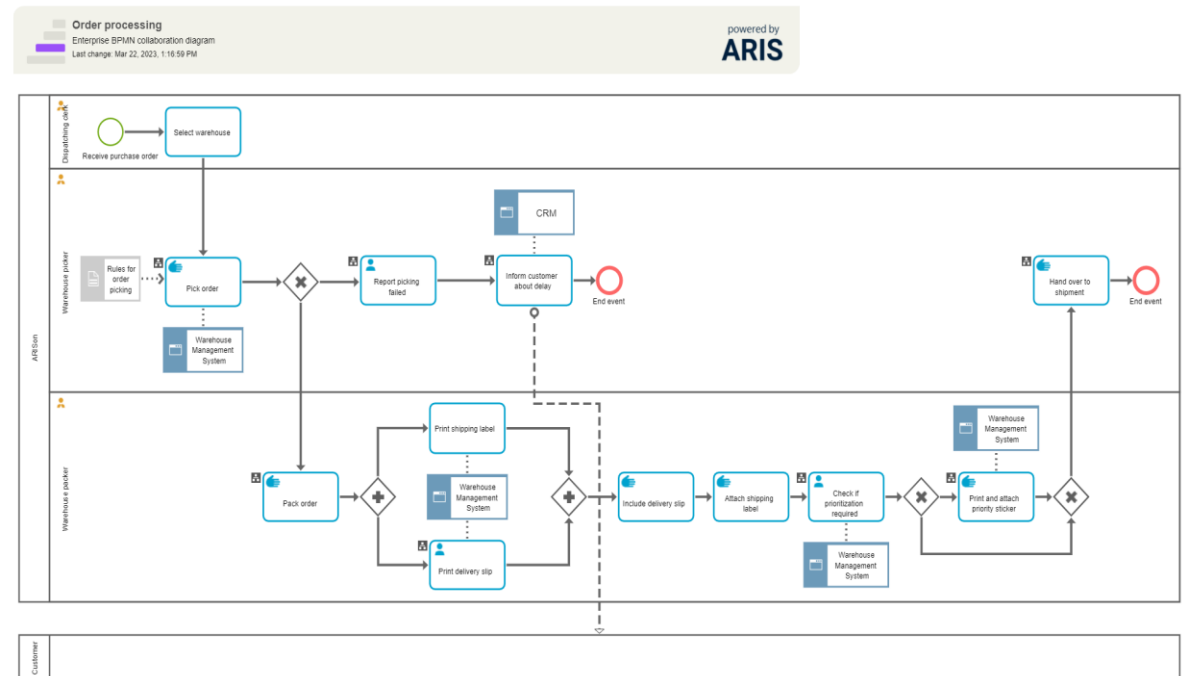 Order processing
Enterprise BPMN collaboration diagram
Last change: Mar 22, 2023, 1:16:59 PM
powered by
ARIS
ARISon
Dispatching clerk
Receive purchase order
Select warehouse
Warehouse picker
Rules for
order
picking
Pick order
Warehouse
Management
System
Report picking
failed
CRM
Inform customer
about delay
End event
Hand over to
shipment
End event
Warehouse packer
Pack order
Print shipping label
Warehouse
Management
System
Print delivery slip
Include delivery slip
Attach shipping
label
Check if
prioritization
required
Warehouse
Management
System
Warehouse
Management
System
Print and attach
priority sticker
Customer